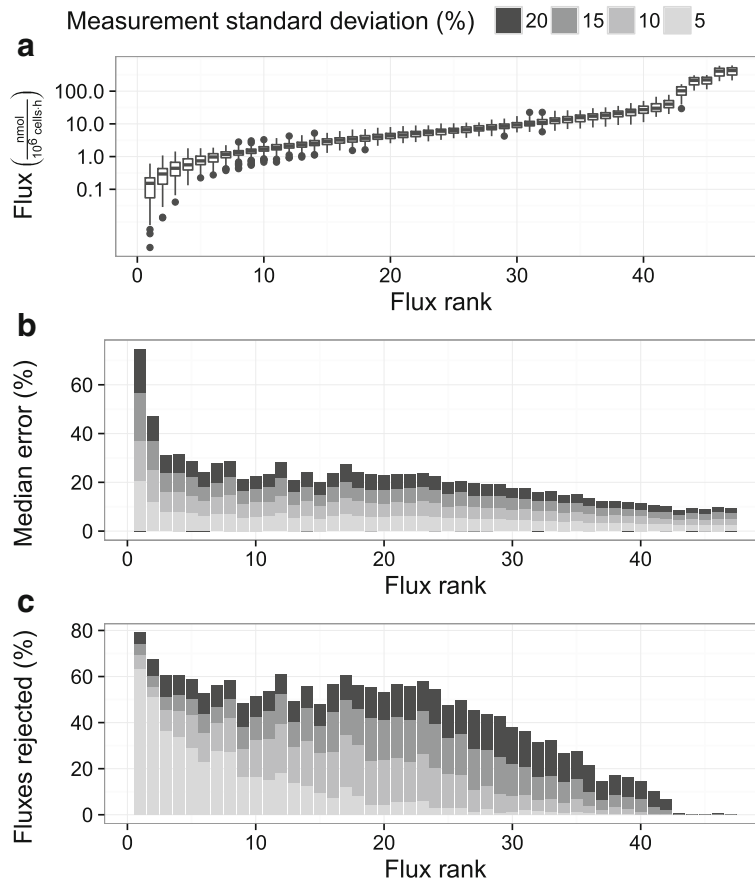 Measurement standard deviation (%) 20 15 10 5
a
Flux (nmol / 10⁶ cells·h)
100.0
10.0
1.0
0.1
0 10 20 30 40
Flux rank
b
Median error (%)
60
40
20
0
0 10 20 30 40
Flux rank
c
Fluxes rejected (%)
80
60
40
20
0
0 10 20 30 40
Flux rank